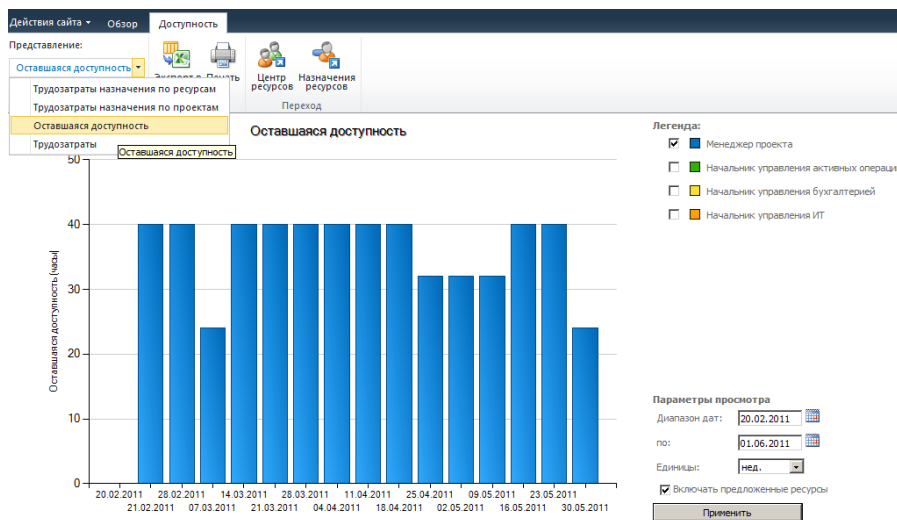 Действия сайта
Обзор
Доступность
Представление:
Оставшаяся доступность
Печать
Центр ресурсов
Назначения ресурсов
Переход
Трудозатраты назначения по ресурсам
Трудозатраты назначения по проектам
Оставшаяся доступность
Трудозатраты
Оставшаяся доступность
Оставшаяся доступность
Легенда:
Менеджер проекта
Начальник управления активных операци
Начальник управления бухгалтерией
Начальник управления ИТ
Оставшаяся доступность (часы)
50
40
30
20
10
0
20.02.2011 28.02.2011 14.03.2011 28.03.2011 11.04.2011 25.04.2011 09.05.2011 23.05.2011
21.02.2011 07.03.2011 21.03.2011 04.04.2011 18.04.2011 02.05.2011 16.05.2011 30.05.2011
Параметры просмотра
Диапазон дат: 20.02.2011
по: 01.06.2011
Единицы: нед.
Включать предложенные ресурсы
Применить